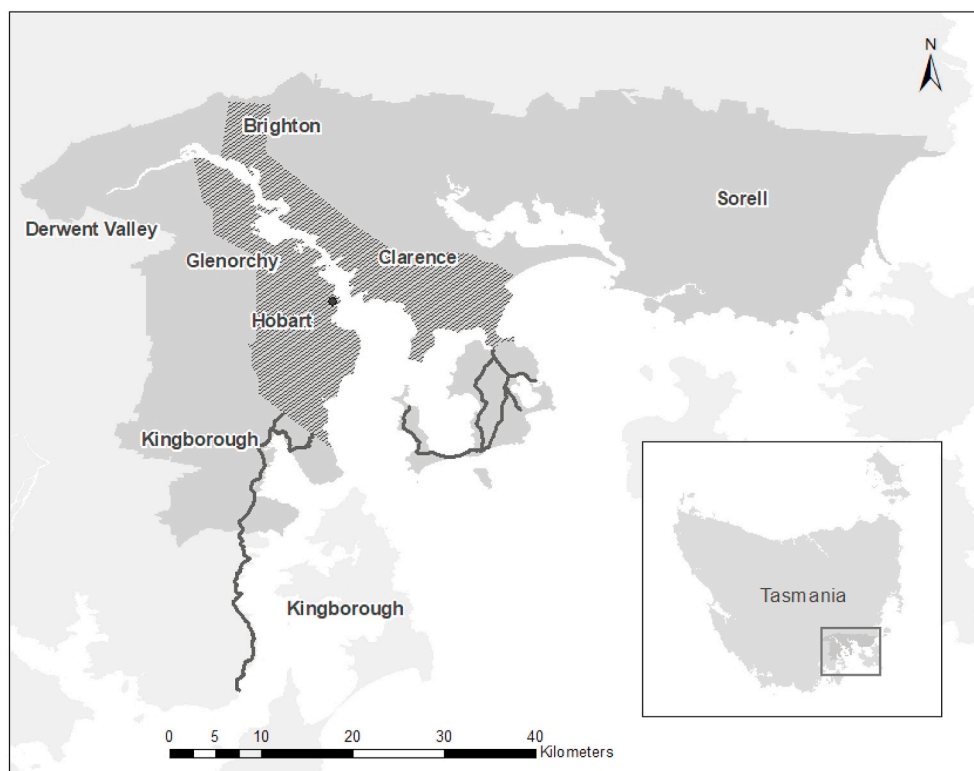 N
Brighton
Sorell
Derwent Valley
Glenorchy
Clarence
Hobart
Kingborough
Tasmania
Kingborough
0 5 10 20 30 40
Kilometers